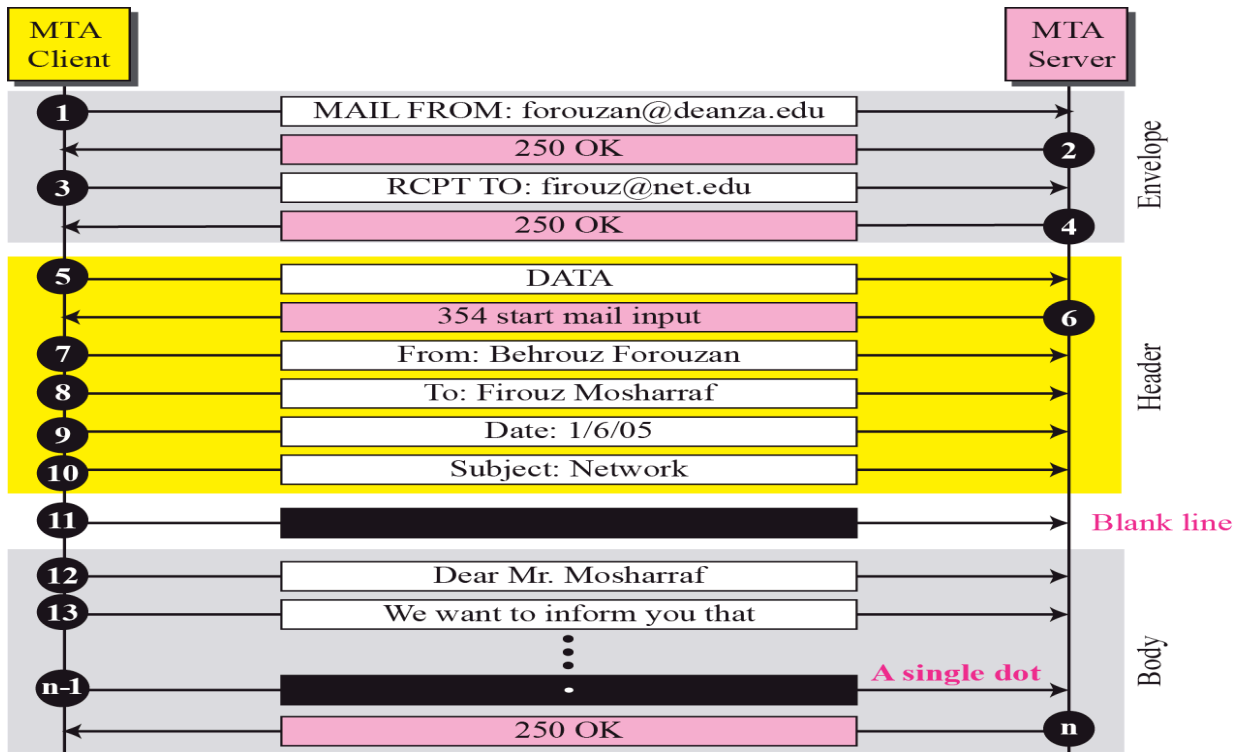 MTA
Client
MTA
Server
1
MAIL FROM: forouzan@deanza.edu
250 OK
2
3
RCPT TO: firouz@net.edu
250 OK
4
Envelope
5
DATA
354 start mail input
6
7
From: Behrouz Forouzan
8
To: Firouz Mosharraf
9
Date: 1/6/05
10
Subject: Network
Header
11
Blank line
12
Dear Mr. Mosharraf
13
We want to inform you that
n-1
.
A single dot
250 OK
n
Body